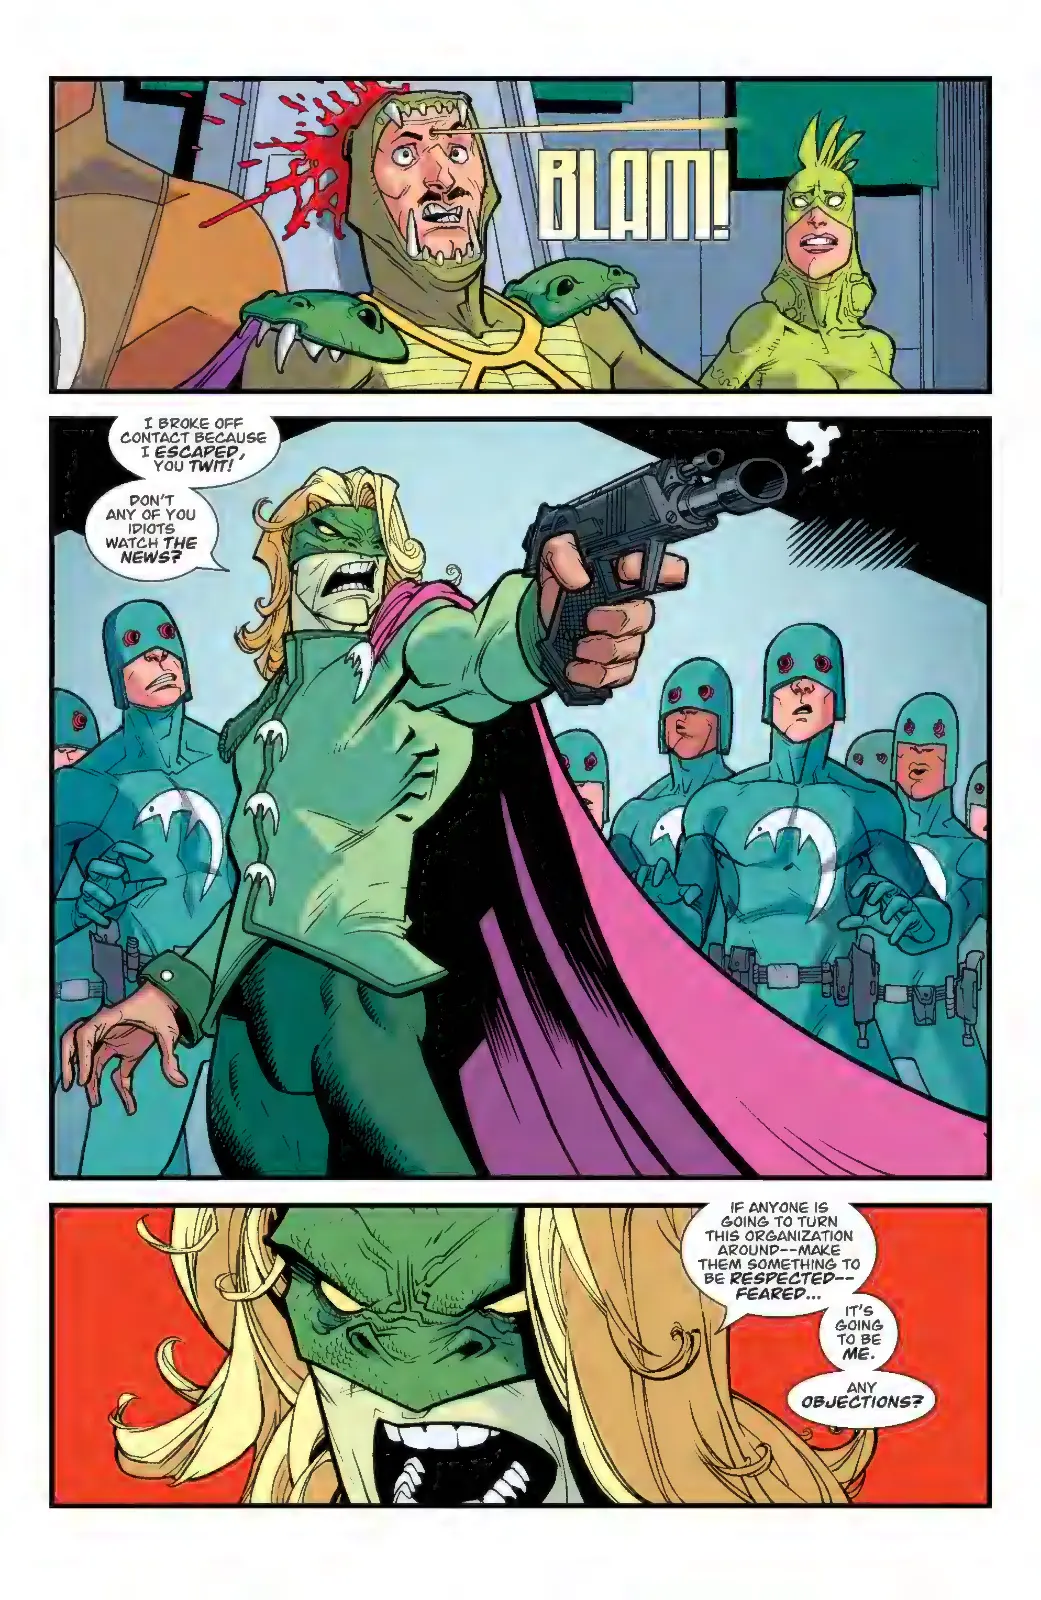 BLAM!
I BROKE OFF
CONTACT BECAUSE
I ESCAPED,
YOU TWIT!
DON'T
ANY OF YOU
IDIOTS
WATCH THE
NEWS?
IF ANYONE IS
GOING TO TURN
THIS ORGANIZATION
AROUND--MAKE
THEM SOMETHING TO
BE RESPECTED--
FEARED...
IT'S
GOING
TO BE
ME.
ANY
OBJECTIONS?